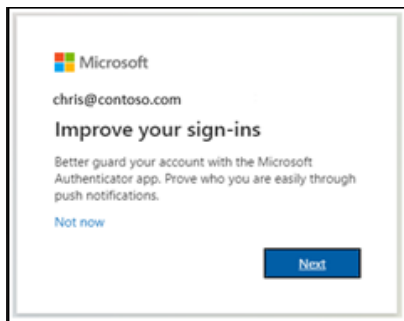 Microsoft
chris@contoso.com
Improve your sign-ins
Better guard your account with the Microsoft
Authenticator app. Prove who you are easily through
push notifications.
Not now
Next